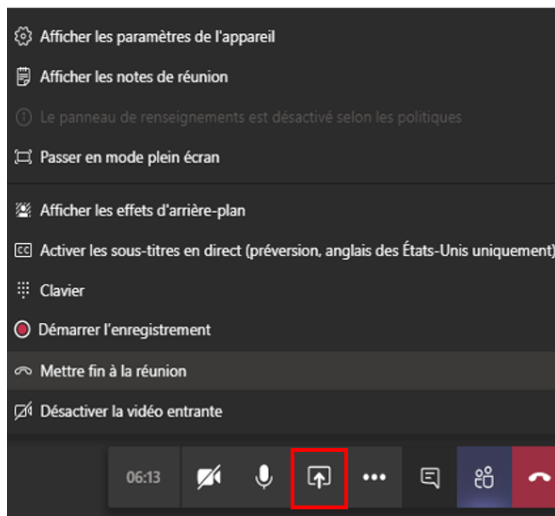 Afficher les paramètres de l'appareil
Afficher les notes de réunion
Le panneau de renseignements est désactivé selon les politiques
Passer en mode plein écran
Afficher les effets d'arrière-plan
CC Activer les sous-titres en direct (préversion, anglais des États-Unis uniquement)
Clavier
Démarrer l'enregistrement
Mettre fin à la réunion
Désactiver la vidéo entrante
06:13